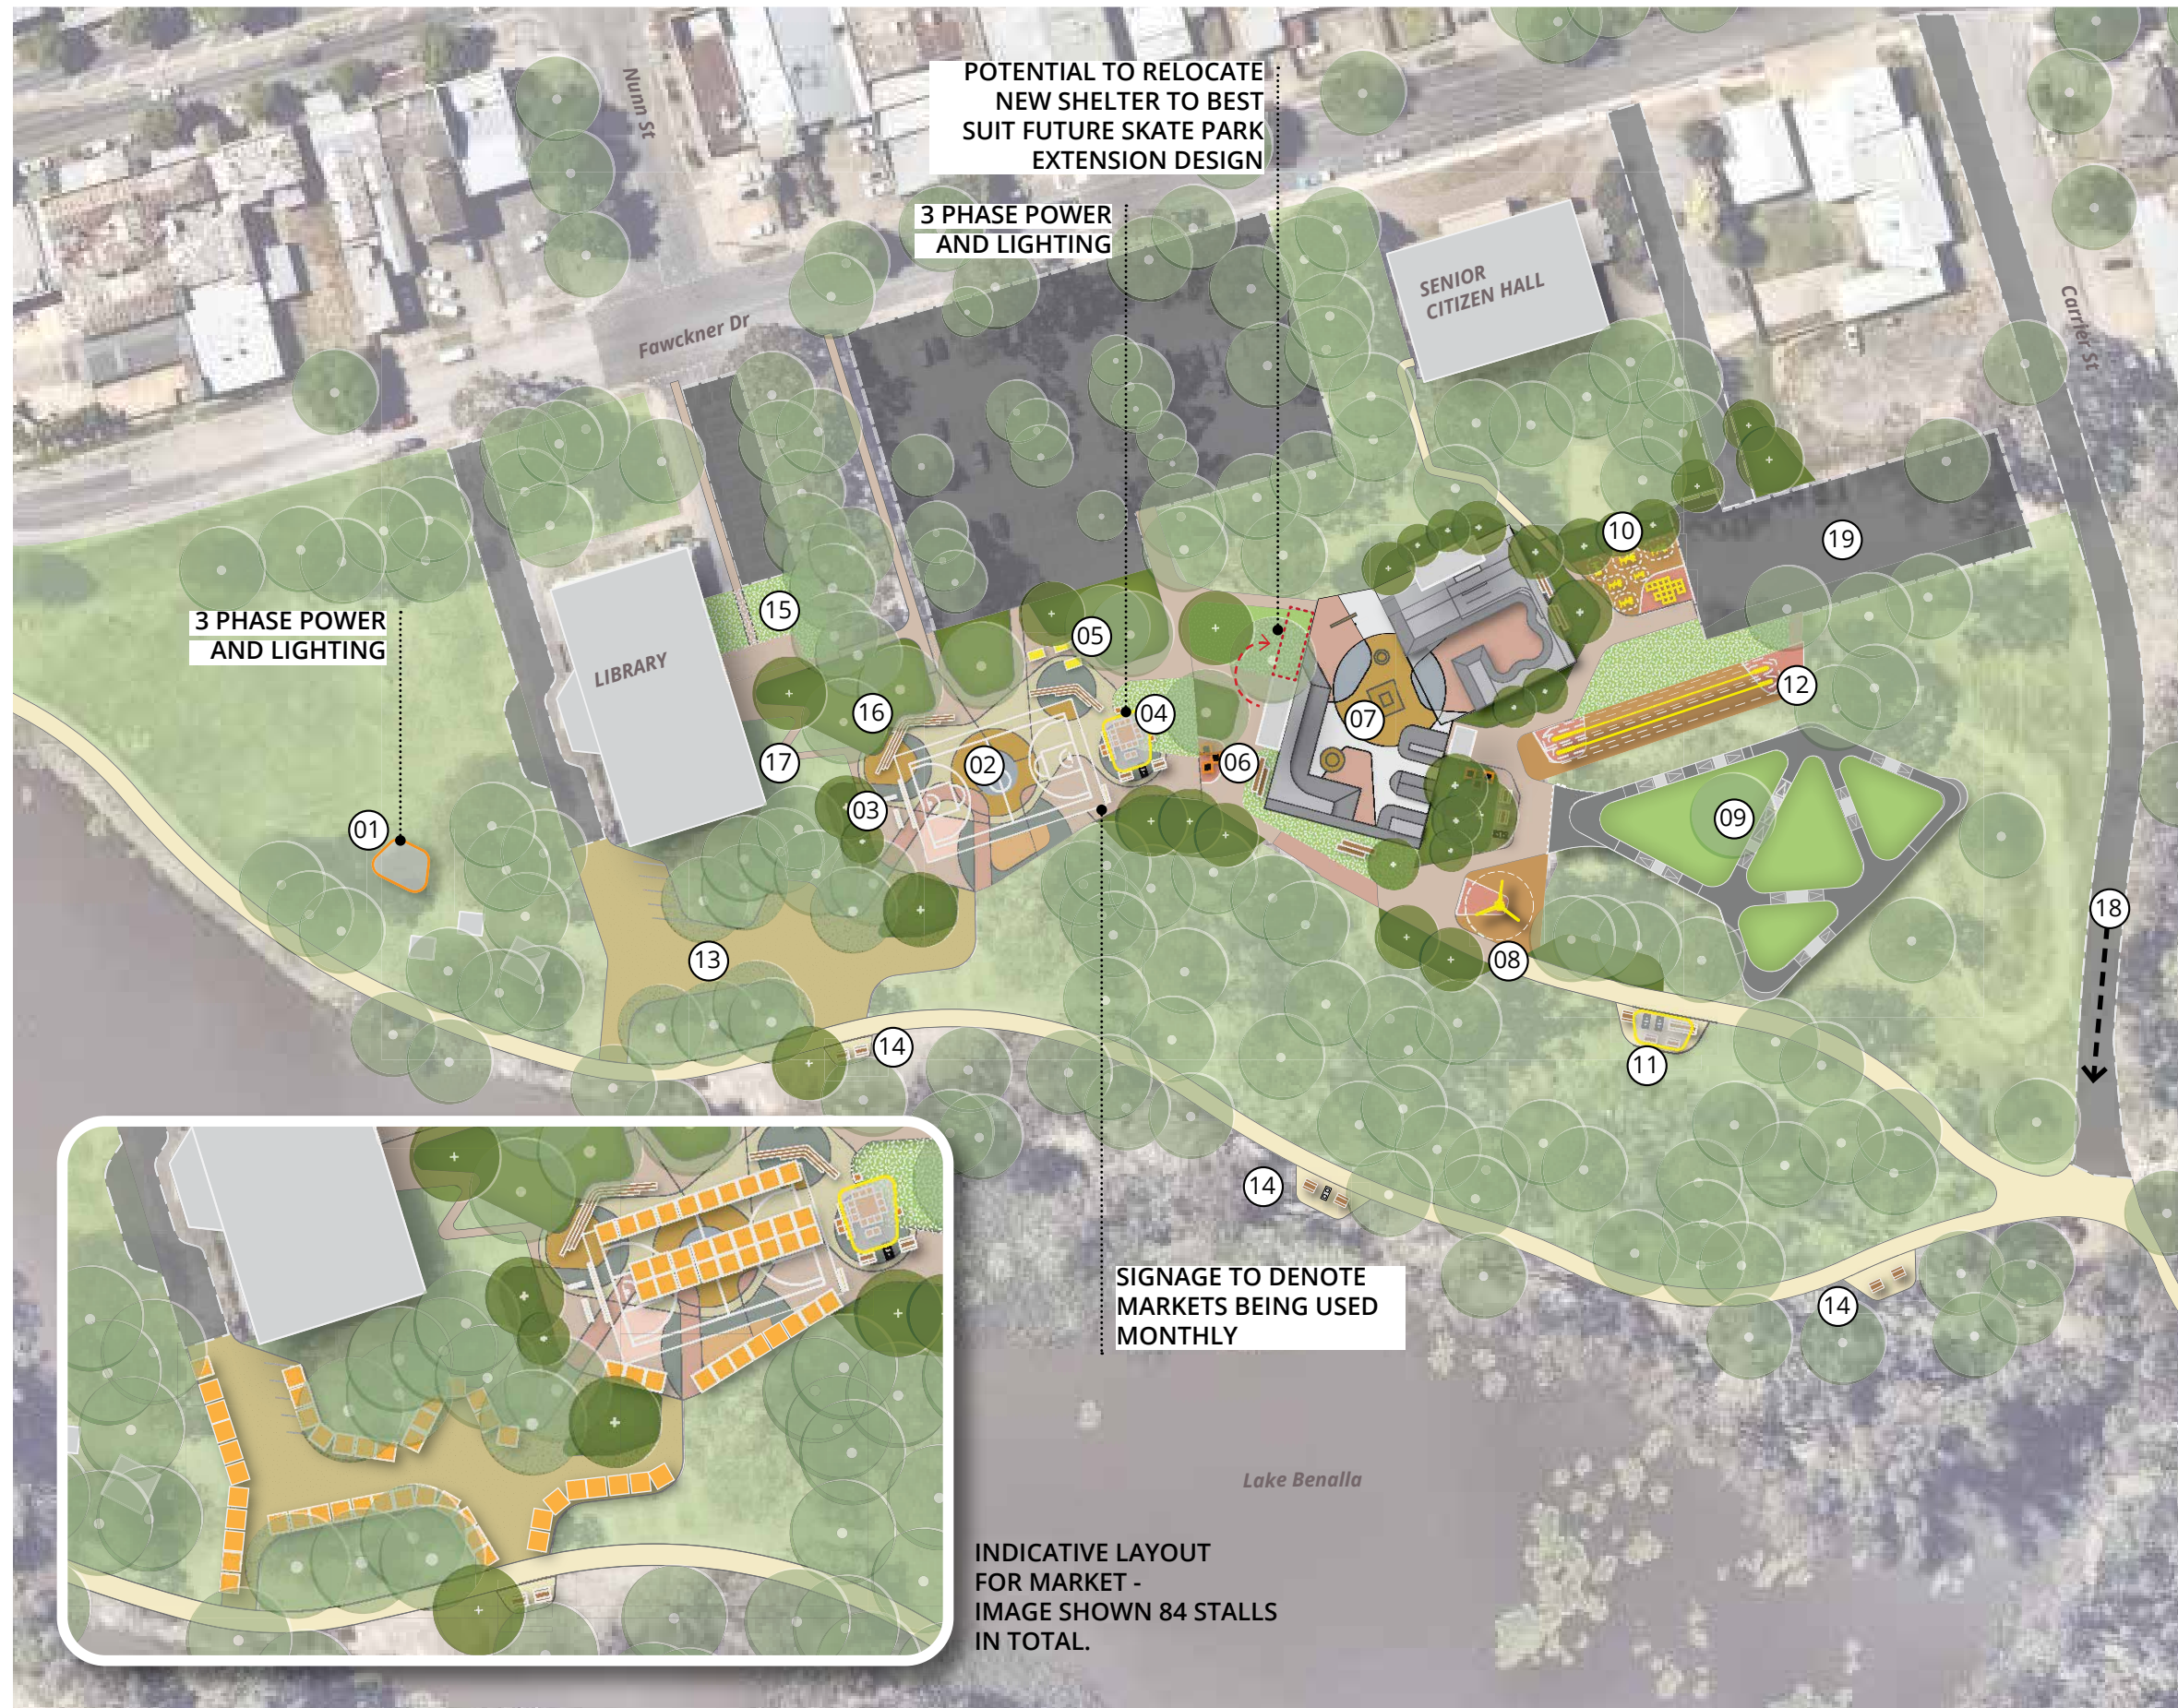 Nunn St
POTENTIAL TO RELOCATE
NEW SHELTER TO BEST
SUIT FUTURE SKATE PARK
EXTENSION DESIGN
3 PHASE POWER
AND LIGHTING
SENIOR
CITIZEN HALL
Carrier St
Fawckner Dr
10
19
3 PHASE POWER
AND LIGHTING
15
05
LIBRARY
12
16
04
07
17
02
06
03
01
09
18
13
08
14
11
14
SIGNAGE TO DENOTE
MARKETS BEING USED
MONTHLY
14
Lake Benalla
INDICATIVE LAYOUT
FOR MARKET -
IMAGE SHOWN 84 STALLS
IN TOTAL.